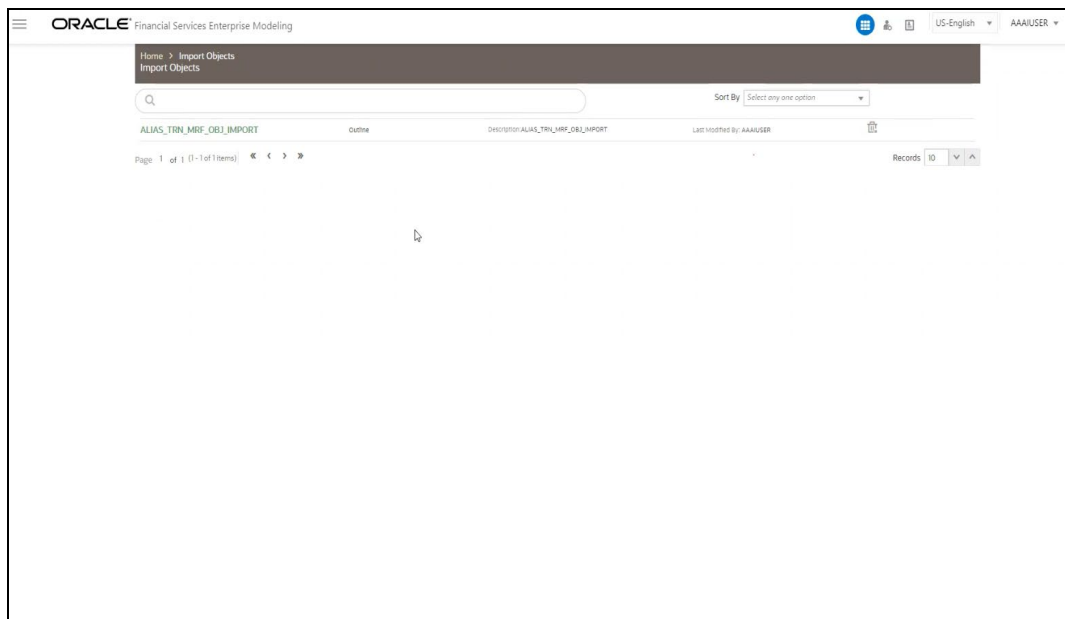 ORACLE® Financial Services Enterprise Modeling US-English AAAIUSER
Home > Import Objects
Import Objects
Sort By Select any one option
ALIAS_TRN_MRF_OBJ_IMPORT Outline Description:ALIAS_TRN_MRF_OBJ_IMPORT Last Modified By: AAAIUSER
Page 1 of 1 (1 - 1 of 1 items) Records 10